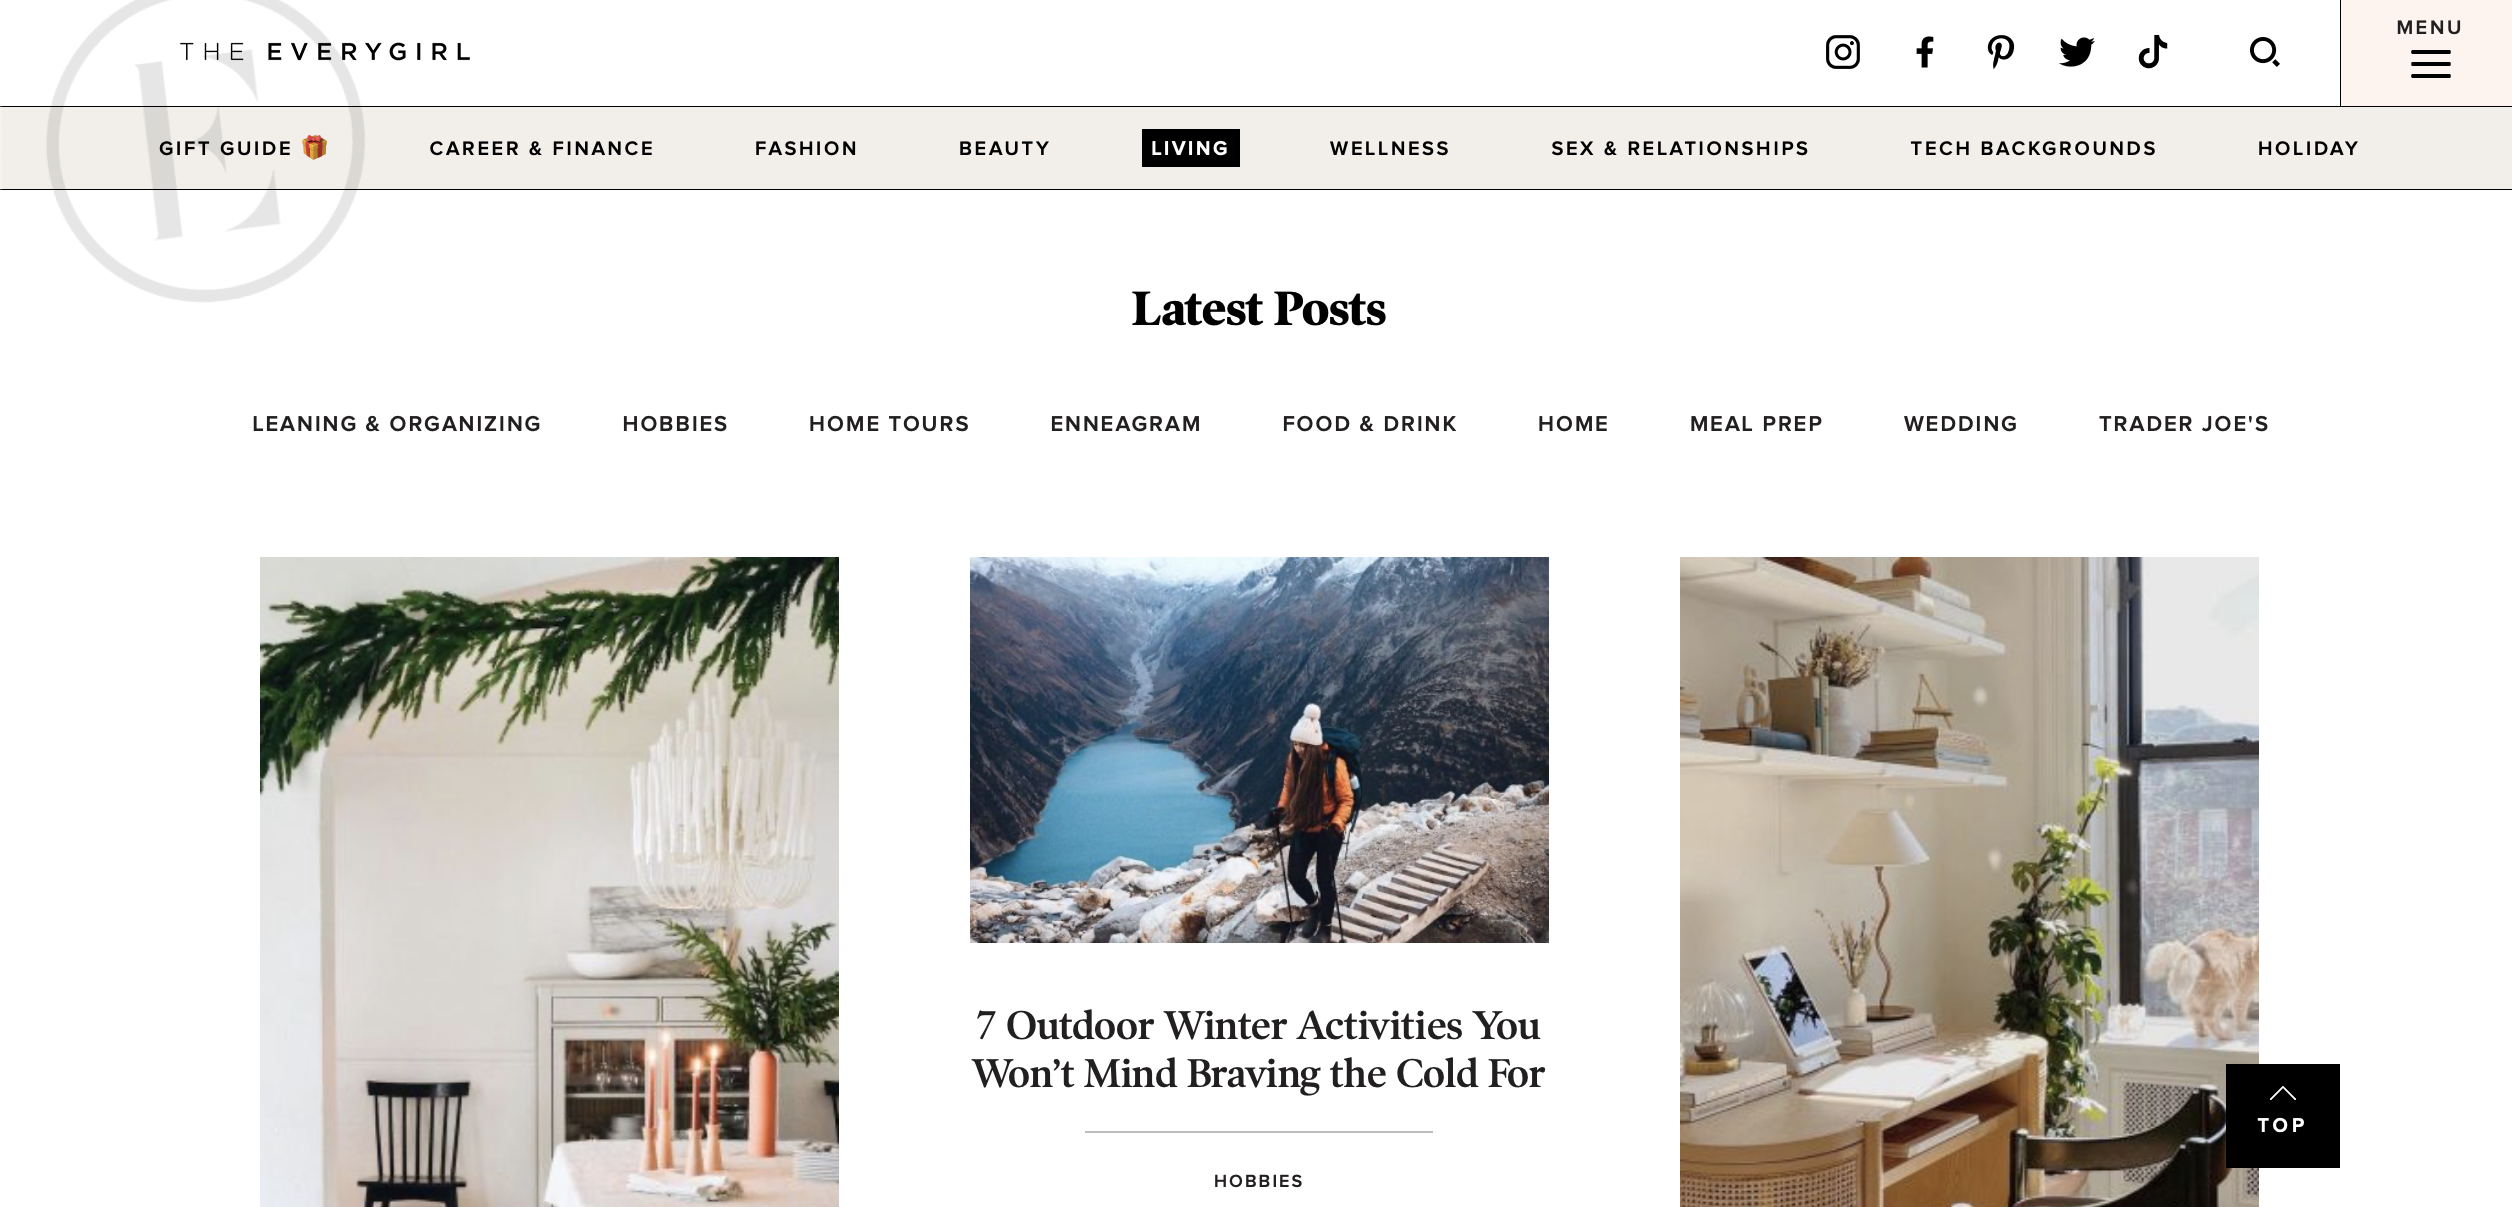 THE EVERYGIRL
MENU
GIFT GUIDE 🎁 CAREER & FINANCE FASHION BEAUTY LIVING WELLNESS SEX & RELATIONSHIPS TECH BACKGROUNDS HOLIDAY
E
Latest Posts
LEANING & ORGANIZING HOBBIES HOME TOURS ENNEAGRAM FOOD & DRINK HOME MEAL PREP WEDDING TRADER JOE'S
7 Outdoor Winter Activities You
Won’t Mind Braving the Cold For
HOBBIES
TOP